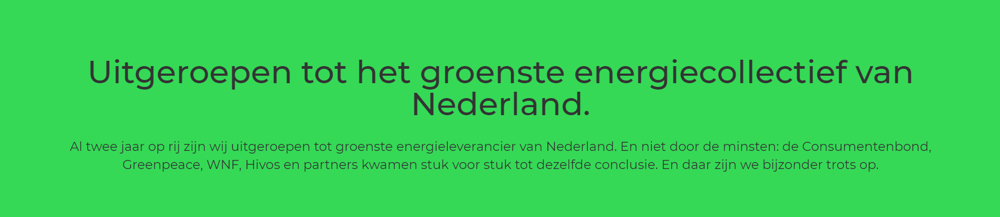 Uitgeroepen tot het groenste energiecollectief van
Nederland.
Al twee jaar op rij zijn wij uitgeroepen tot groenste energieleverancier van Nederland. En niet door de minsten: de Consumentenbond,
Greenpeace, WNF, Hivos en partners kwamen stuk voor stuk tot dezelfde conclusie. En daar zijn we bijzonder trots op.